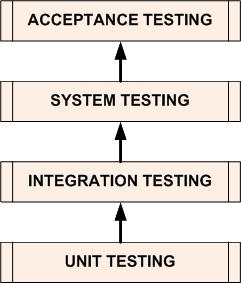 ACCEPTANCE TESTING
SYSTEM TESTING
INTEGRATION TESTING
UNIT TESTING